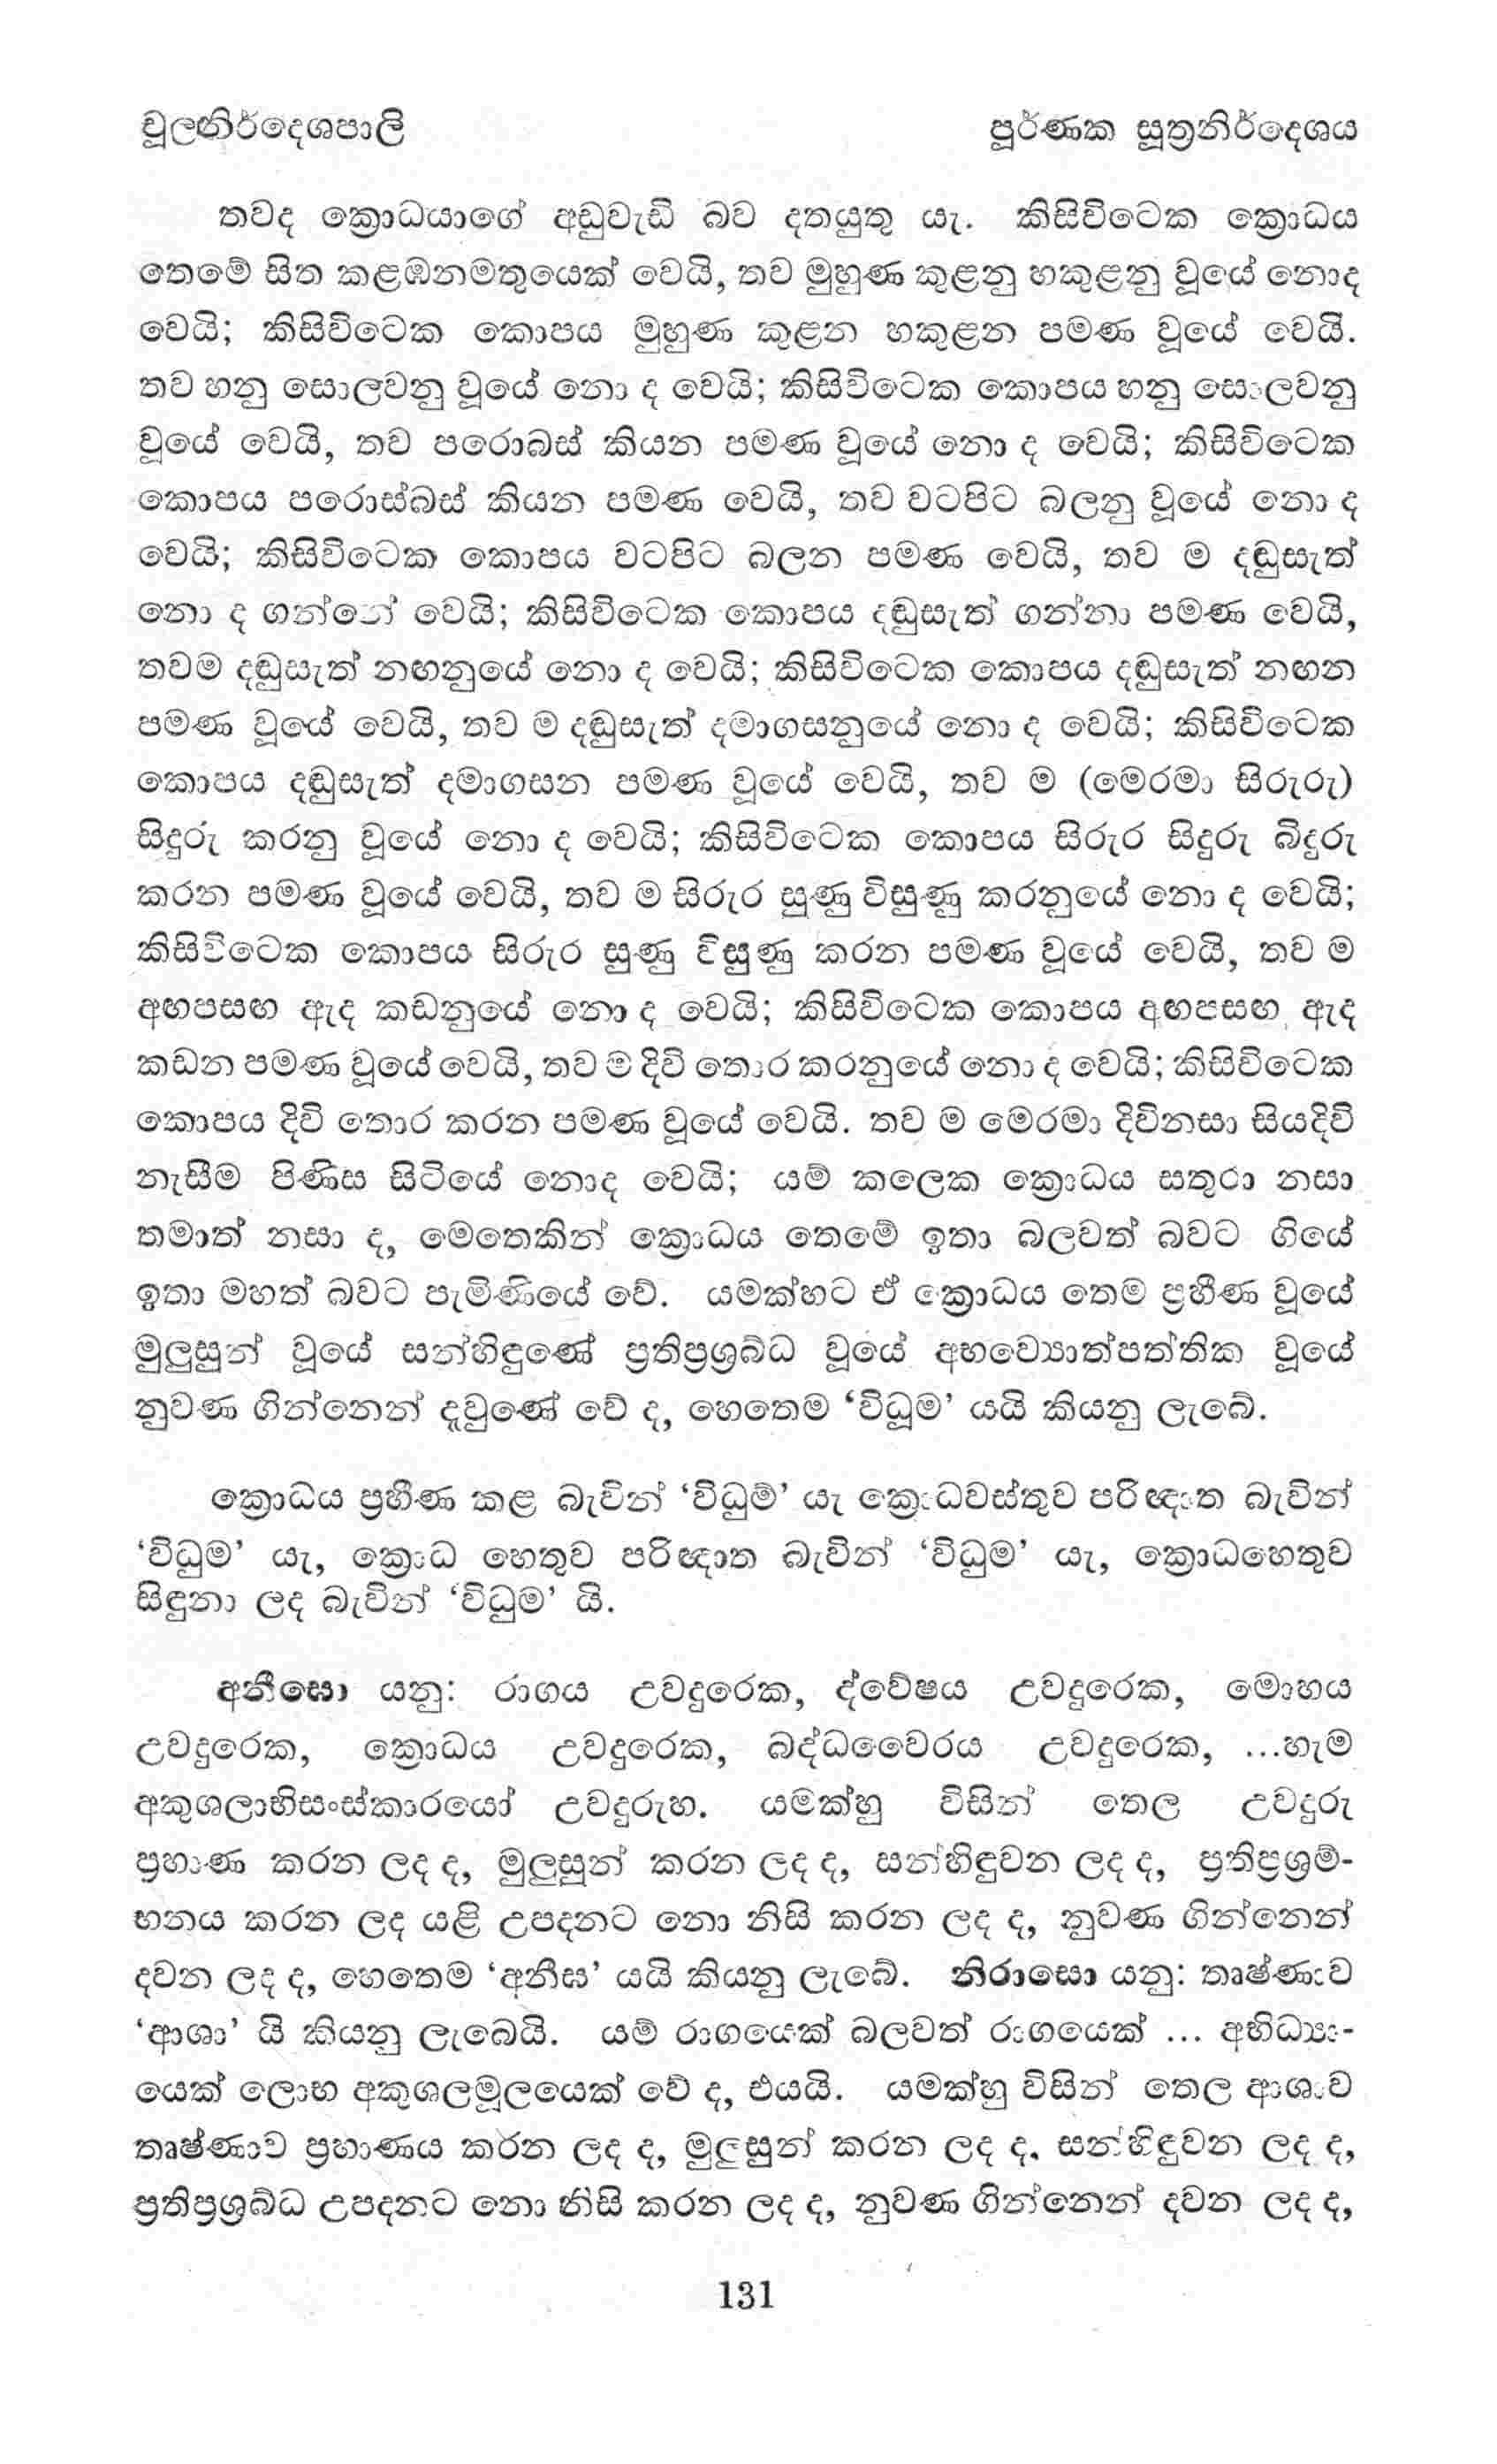 චූලනිර්දෙශපාලි
පූර්ණක සූත්‍රනිර්දෙශය
තවද ක්‍රොධයාගේ අඩුවැඩි බව දතයුතු යැ. කිසිවිටෙක ක්‍රොධය
තෙමේ සිත කළඹනමතුයෙක් වෙයි, තව මුහුණ කුළනු හකුළනු වූයේ නොද
වෙයි; කිසිවිටෙක කොපය මුහුණ කුළන හකුළන පමණ වූයේ වෙයි.
තව හනු සොලවනු වූයේ නො ද වෙයි; කිසිවිටෙක කොපය හනු සොලවනු
වූයේ වෙයි, තව පරොබස් කියන පමණ වූයේ නො ද වෙයි; කිසිවිටෙක
කොපය පරොස්බස් කියන පමණ වෙයි, තව වටපිට බලනු වූයේ නො ද
වෙයි; කිසිවිටෙක කොපය වටපිට බලන පමණ වෙයි, තව ම දඬුසැත්
නො ද ගන්නේ වෙයි; කිසිවිටෙක කොපය දඬුසැත් ගන්නා පමණ වෙයි,
තවම දඬුසැත් නඟනුයේ නො ද වෙයි; කිසිවිටෙක කොපය දඬුසැත් නඟන
පමණ වූයේ වෙයි, තව ම දඬුසැත් දමාගසනුයේ නො ද වෙයි; කිසිවිටෙක
කොපය දඬුසැත් දමාගසන පමණ වූයේ වෙයි, තව ම (මෙරමා සිරුරු)
සිදුරු කරනු වූයේ නො ද වෙයි; කිසිවිටෙක කොපය සිරුර සිදුරු බිදුරු
කරන පමණ වූයේ වෙයි, තව ම සිරුර සුණු විසුණු කරනුයේ නො ද වෙයි;
කිසිවිටෙක කොපය සිරුර සුණු විසුණු කරන පමණ වූයේ වෙයි, තව ම
අඟපසඟ ඇද කඩනුයේ නො ද වෙයි; කිසිවිටෙක කොපය අඟපසඟ ඇද
කඩන පමණ වූයේ වෙයි, තව ම දිවි තොර කරනුයේ නො ද වෙයි; කිසිවිටෙක
කොපය දිවි තොර කරන පමණ වූයේ වෙයි. තව ම මෙරමා දිවිනසා සියදිවි
නැසීම පිණිස සිටියේ නොද වෙයි; යම් කලෙක ක්‍රොධය සතුරා නසා
තමාත් නසා ද, මෙතෙකින් ක්‍රොධය තෙමේ ඉතා බලවත් බවට ගියේ
ඉතා මහත් බවට පැමිණියේ වේ. යමක්හට ඒ ක්‍රොධය තෙම ප්‍රහීණ වූයේ
මුලුසුන් වූයේ සන්හිඳුණේ ප්‍රතිප්‍රශ්‍රබ්ධ වූයේ අභව්‍යොත්පත්තික වූයේ
නුවණ ගින්නෙන් දැවුණේ වේ ද, හෙතෙම ‘විධූම’ යයි කියනු ලැබේ.
ක්‍රොධය ප්‍රහීණ කළ බැවින් ‘විධුම්’ යැ ක්‍රොධවස්තුව පරිඥාත බැවින්
‘විධුම’ යැ, ක්‍රොධ හෙතුව පරිඥාත බැවින් ‘විධුම’ යැ, ක්‍රොධහෙතුව
සිඳුනා ලද බැවින් ‘විධුම’ යි.
අනීඝො යනු: රාගය උවදුරෙක, ද්වේෂය උවදුරෙක, මොහය
උවදුරෙක, ක්‍රොධය උවදුරෙක, බද්ධවෛරය උවදුරෙක, ...හැම
අකුශලාභිසංස්කාරයෝ උවදුරුහ. යමක්හු විසින් තෙල උවදුරු
ප්‍රහාණ කරන ලද ද, මුලුසුන් කරන ලද ද, සන්හිඳුවන ලද ද, ප්‍රතිප්‍රශ්‍රම්-
භනය කරන ලද යළි උපදනට නො නිසි කරන ලද ද, නුවණ ගින්නෙන්
දවන ලද ද, හෙතෙම ‘අනීඝ’ යයි කියනු ලැබේ. නිරාසො යනු: තෘෂ්ණාව
‘ආශා’ යි කියනු ලැබෙයි. යම් රාගයෙක් බලවත් රාගයෙක් ... අභිධ්‍යා-
යෙක් ලොභ අකුශලමූලයෙක් වේ ද, එයයි. යමක්හු විසින් තෙල ආශාව
තෘෂ්ණාව ප්‍රහාණය කරන ලද ද, මුලුසුන් කරන ලද ද, සන්හිඳුවන ලද ද,
ප්‍රතිප්‍රශ්‍රබ්ධ උපදනට නො නිසි කරන ලද ද, නුවණ ගින්නෙන් දවන ලද ද,
131